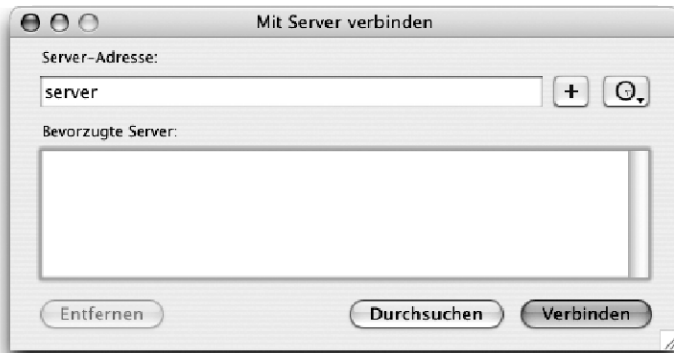 Mit Server verbinden
Server-Adresse:
server
+
Bevorzugte Server:
Entfernen Durchsuchen Verbinden